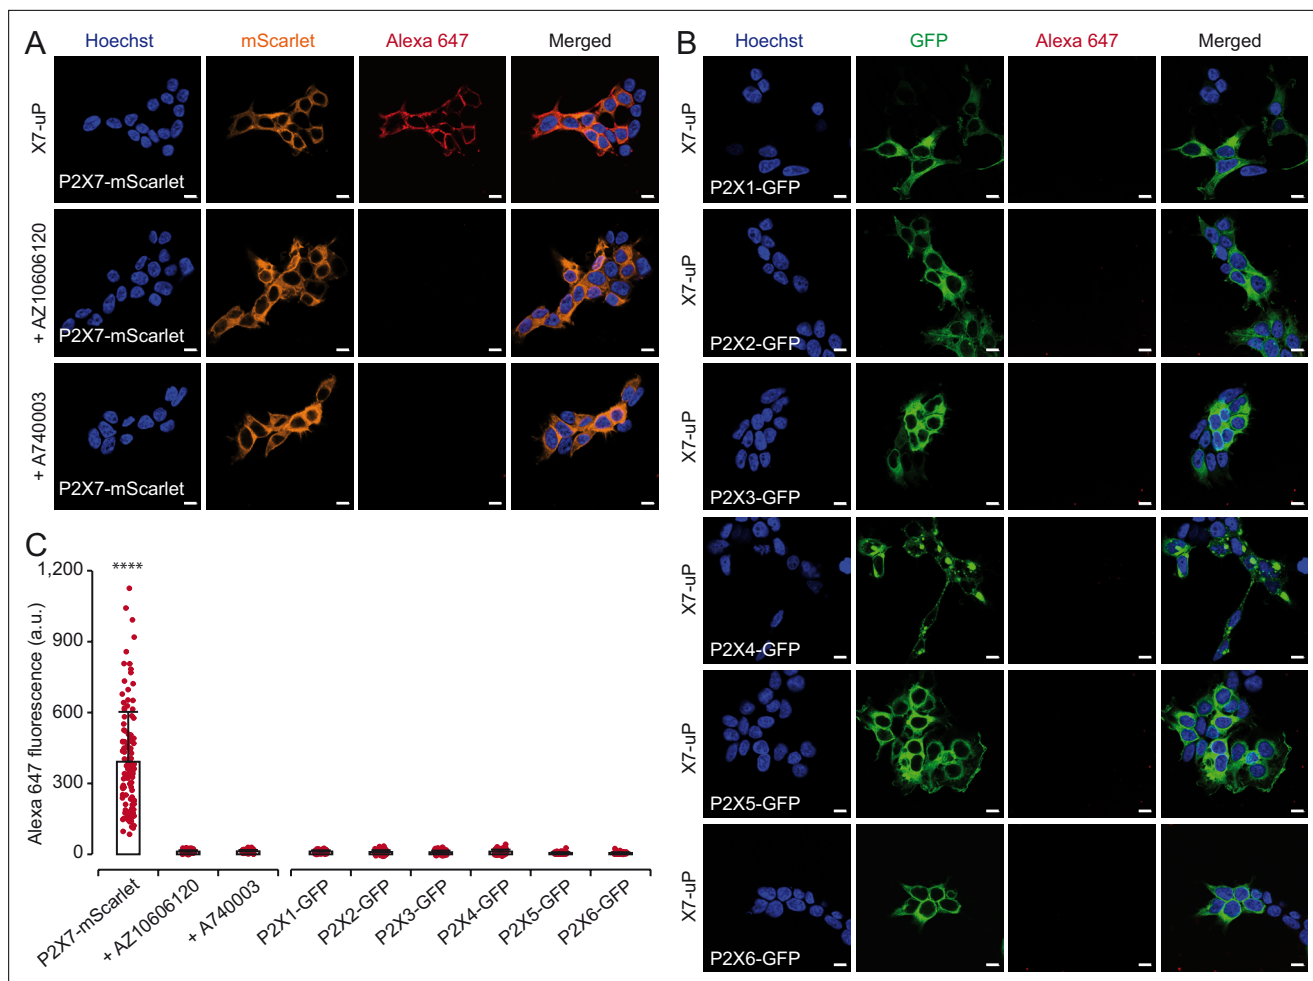 A
Hoechst
mScarlet
Alexa 647
Merged
X7-uP
P2X7-mScarlet
+ AZ10606120
P2X7-mScarlet
+ A740003
P2X7-mScarlet
B
Hoechst
GFP
Alexa 647
Merged
X7-uP
P2X1-GFP
X7-uP
P2X2-GFP
X7-uP
P2X3-GFP
X7-uP
P2X4-GFP
X7-uP
P2X5-GFP
X7-uP
P2X6-GFP
C
Alexa 647 fluorescence (a.u.)
1,200
900
600
300
0
****
P2X7-mScarlet
+ AZ10606120
+ A740003
P2X1-GFP
P2X2-GFP
P2X3-GFP
P2X4-GFP
P2X5-GFP
P2X6-GFP